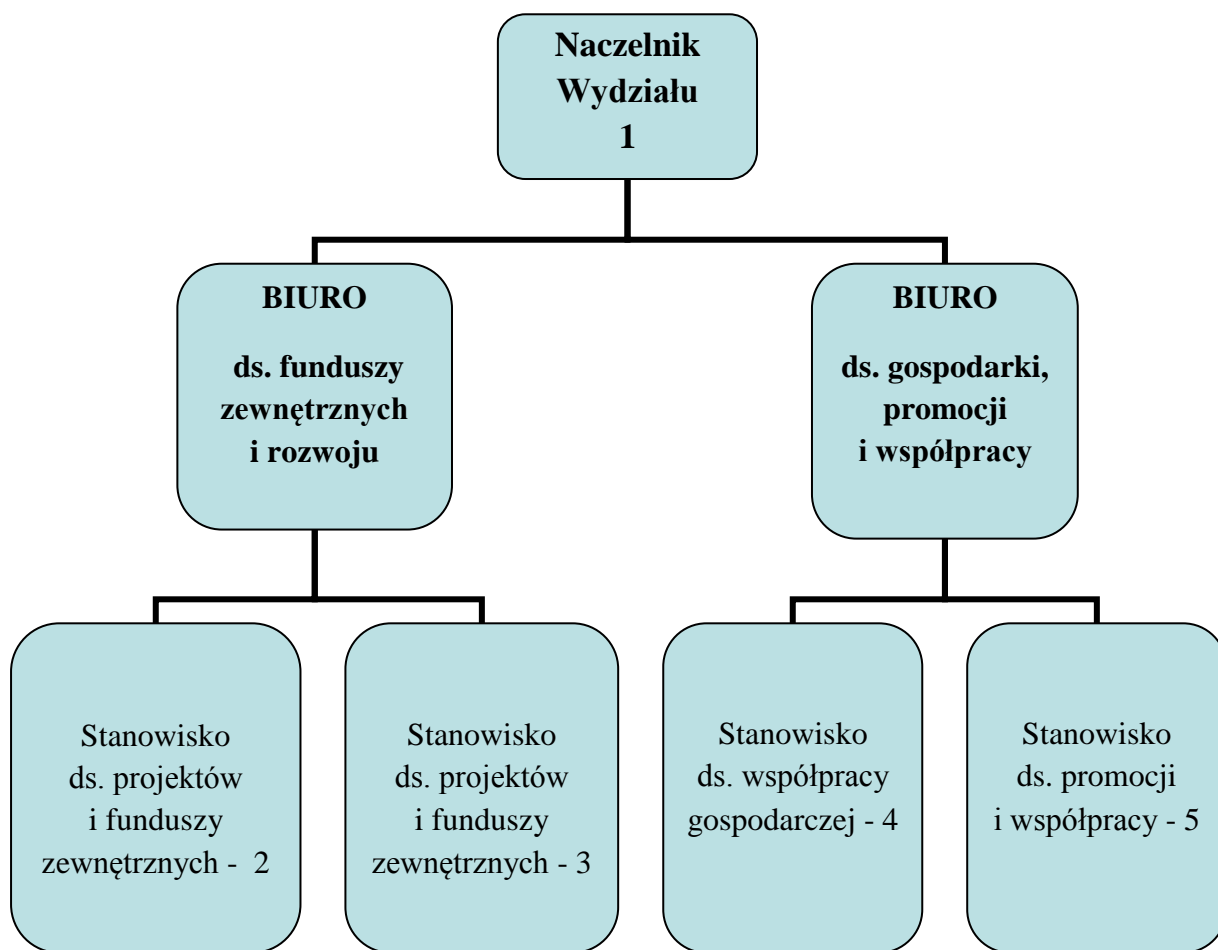 Naczelnik
Wydziału
1
BIURO
ds. funduszy
zewnętrznych
i rozwoju
BIURO
ds. gospodarki,
promocji
i współpracy
Stanowisko
ds. projektów
i funduszy
zewnętrznych -  2
Stanowisko
ds. projektów
i funduszy
zewnętrznych - 3
Stanowisko
ds. współpracy
gospodarczej - 4
Stanowisko
ds. promocji
i współpracy - 5